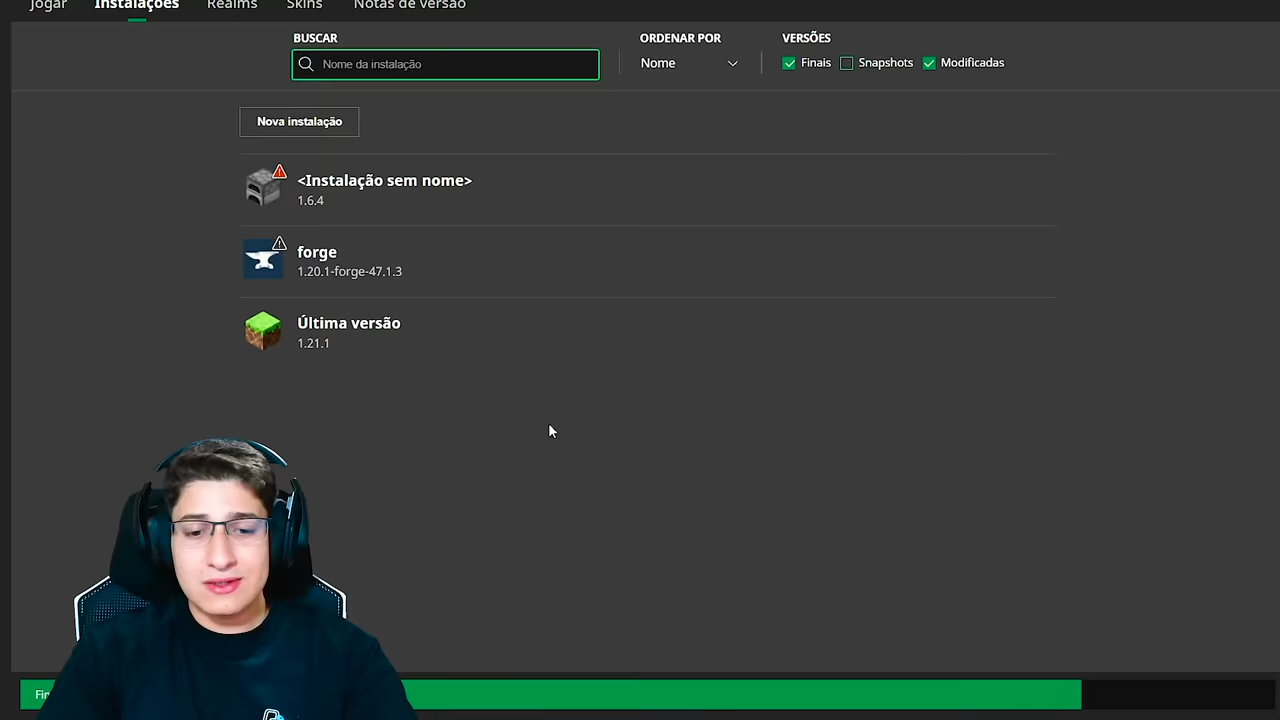 Jogar Instalações Realms Skins Notas de versão
BUSCAR ORDENAR POR VERSÕES
Nome da instalação Nome Finais Snapshots Modificadas
Nova instalação
<Instalação sem nome>
1.6.4
forge
1.20.1-forge-47.1.3
Última versão
1.21.1